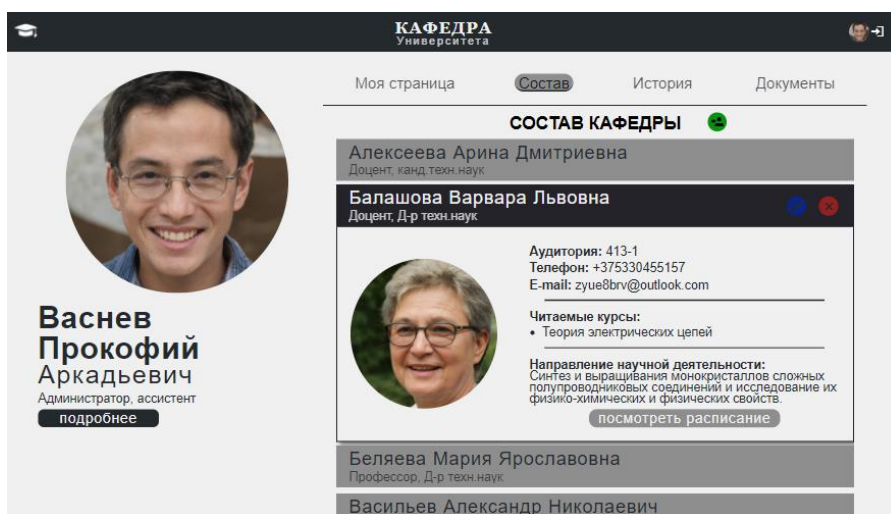 КАФЕДРА
Университета
Моя страница
Состав
История
Документы
СОСТАВ КАФЕДРЫ
Алексеева Арина Дмитриевна
Доцент, канд.техн.наук
Балашова Варвара Львовна
Доцент, Д-р техн.наук
Аудитория: 413-1
Телефон: +375330455157
E-mail: zyue8brv@outlook.com
Читаемые курсы:
• Теория электрических цепей
Направление научной деятельности:
Синтез и выращивания монокристаллов сложных
полупроводниковых соединений и исследование их
физико-химических и физических свойств.
посмотреть расписание
Беляева Мария Ярославовна
Профессор, Д-р техн.наук
Васильев Александр Николаевич
Васнев
Прокофий
Аркадьевич
Администратор, ассистент
подробнее